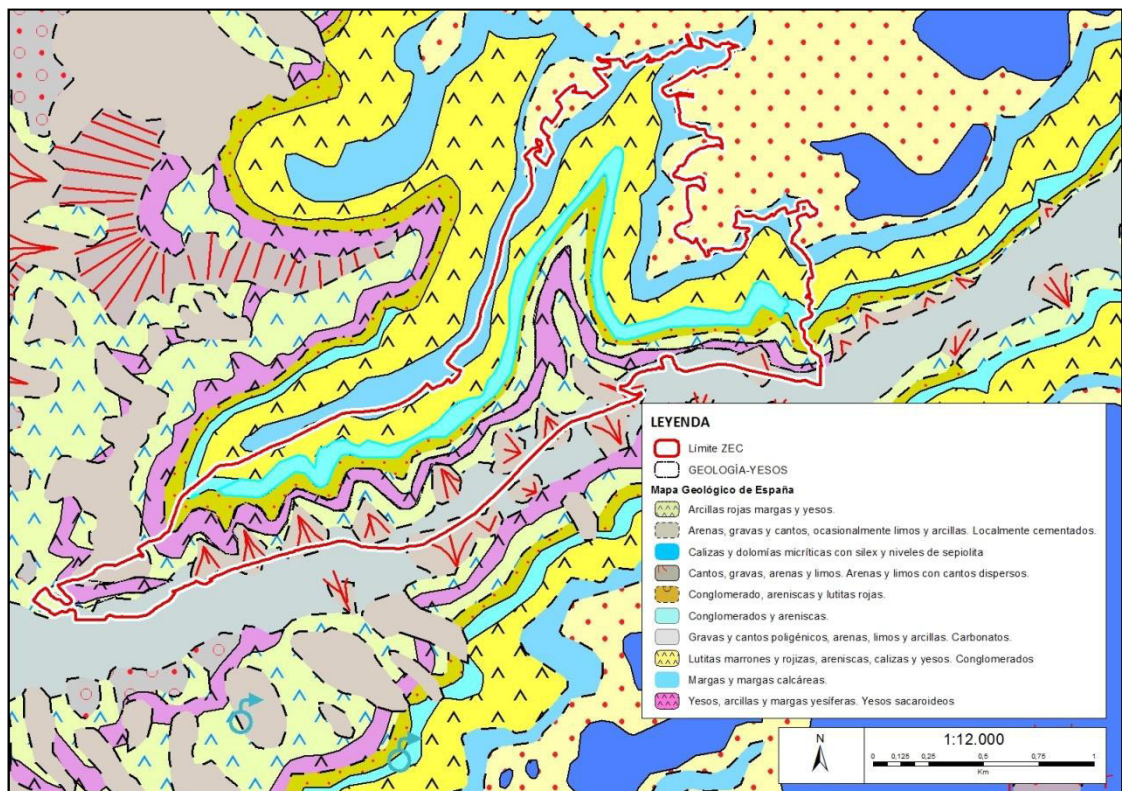 LEYENDA
Límite ZEC
GEOLOGÍA-YESOS
Mapa Geológico de España
Arcillas rojas margas y yesos.
Arenas, gravas y cantos, ocasionalmente limos y arcillas. Localmente cementados.
Calizas y dolomías micríticas con silex y niveles de sepiolita
Cantos, gravas, arenas y limos. Arenas y limos con cantos dispersos.
Conglomerado, areniscas y lutitas rojas.
Conglomerados y areniscas.
Gravas y cantos poligénicos, arenas, limos y arcillas. Carbonatos.
Lutitas marrones y rojizas, areniscas, calizas y yesos. Conglomerados
Margas y margas calcáreas.
Yesos, arcillas y margas yesíferas. Yesos sacaroideos
N
1:12.000
0 0,125 0,25 0,5 0,75 1
Km